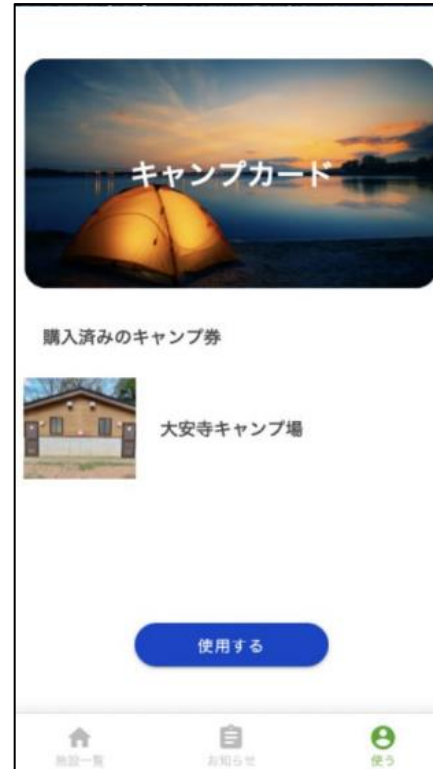 キャンプカード
購入済みのキャンプ券
大安寺キャンプ場
使用する
施設一覧
お知らせ
使う